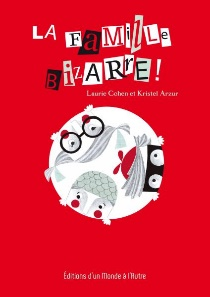 LA FaMiLLe
BiZARRE!
Laurie Cohen et Kristel Arzur
Éditions d'un Monde à l'Autre